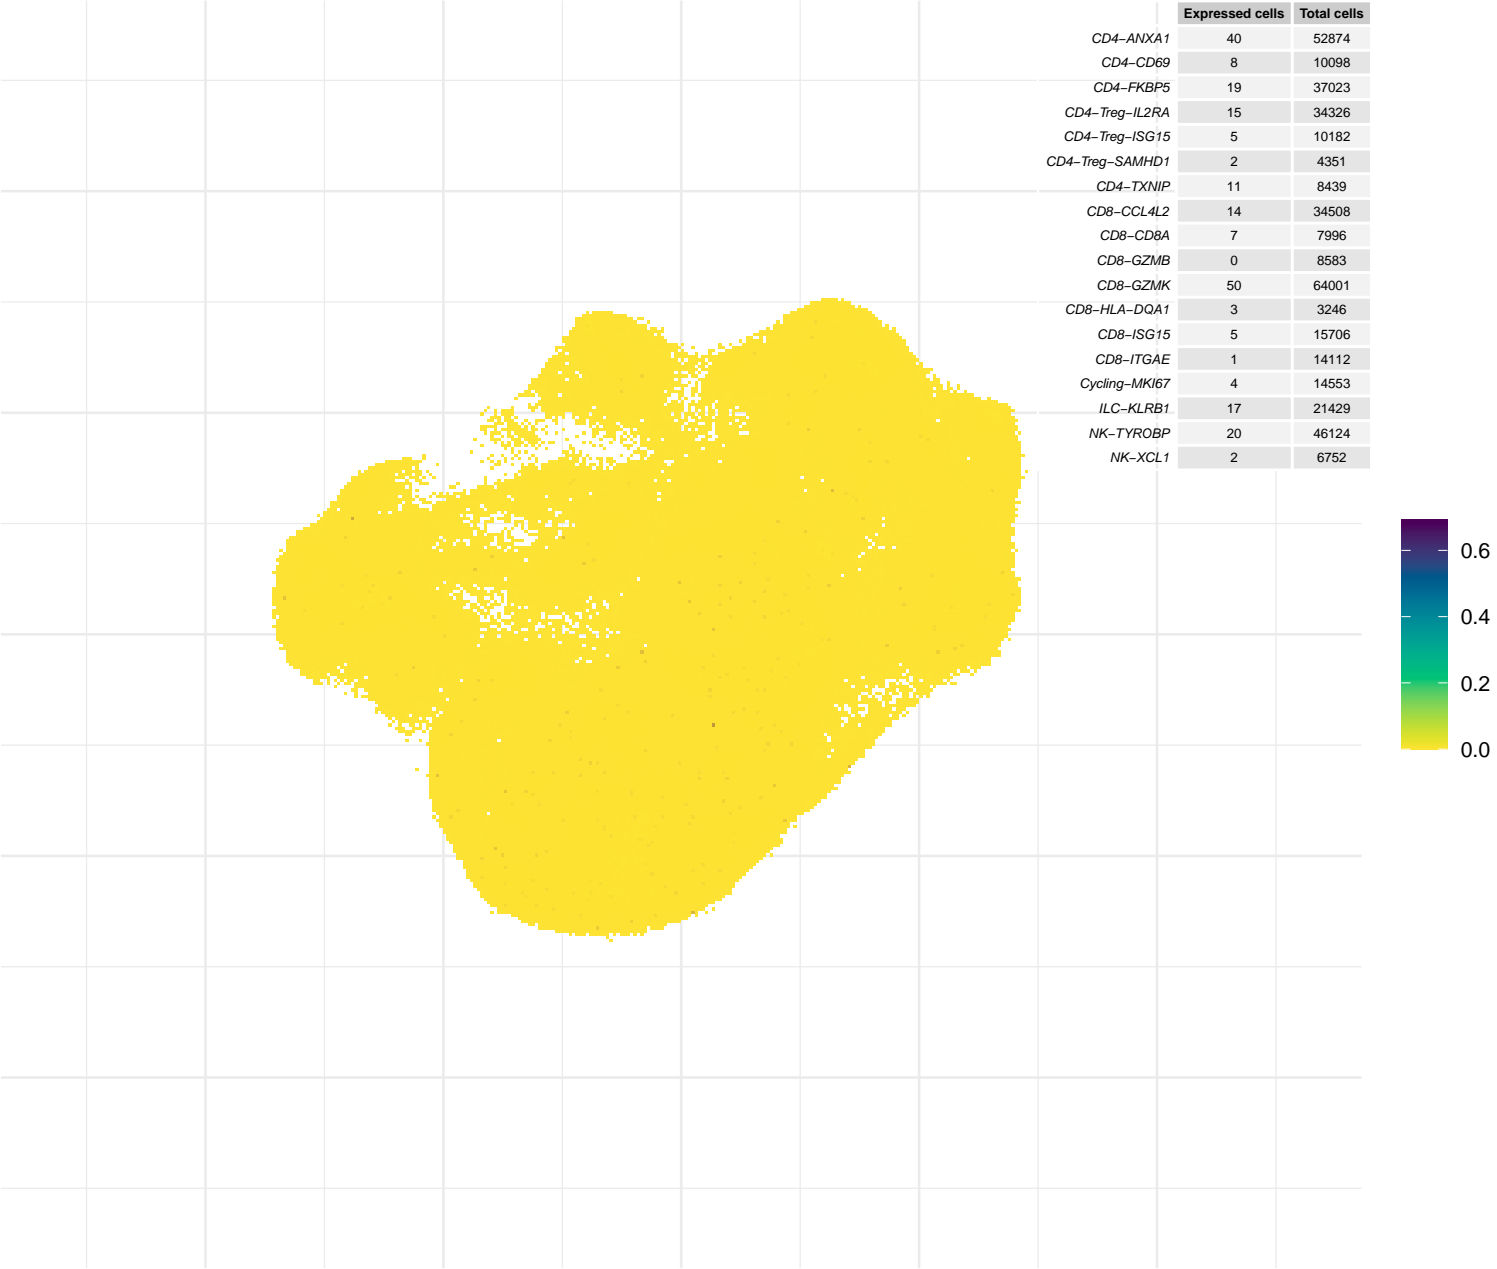 Expressed cells Total cells
CD4−ANXA1 40 52874
CD4−CD69 8 10098
CD4−FKBP5 19 37023
CD4−Treg−IL2RA 15 34326
CD4−Treg−ISG15 5 10182
CD4−Treg−SAMHD1 2 4351
CD4−TXNIP 11 8439
CD8−CCL4L2 14 34508
CD8−CD8A 7 7996
CD8−GZMB 0 8583
CD8−GZMK 50 64001
CD8−HLA−DQA1 3 3246
CD8−ISG15 5 15706
CD8−ITGAE 1 14112
Cycling−MKI67 4 14553
ILC−KLRB1 17 21429
NK−TYROBP 20 46124
NK−XCL1 2 6752
0.6
0.4
0.2
0.0